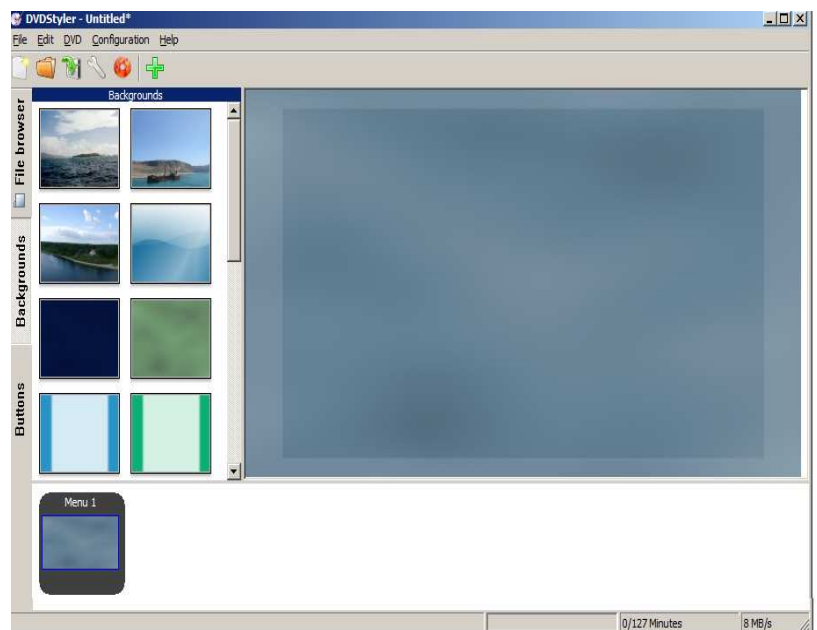 DVDStyler - Untitled*
File Edit DVD Configuration Help
Backgrounds
File browser
Backgrounds
Buttons
Menu 1
0/127 Minutes
8 MB/s